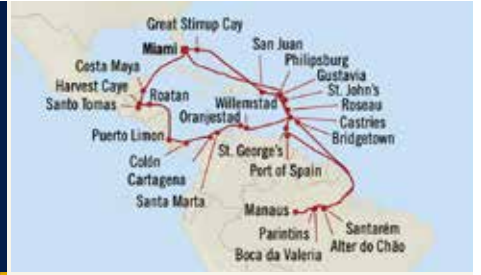 Great Stirrup Cay
Miami
San Juan
Philipsburg
Gustavia
St. John's
Roseau
Castries
Bridgetown
Costa Maya
Harvest Caye
Santo Tomas
Roatan
Willemstad
Oranjestad
Puerto Limon
Colón
Cartagena
Santa Marta
St. George's
Port of Spain
Manaus
Parintins
Boca da Valeria
Santarém
Alter do Chão